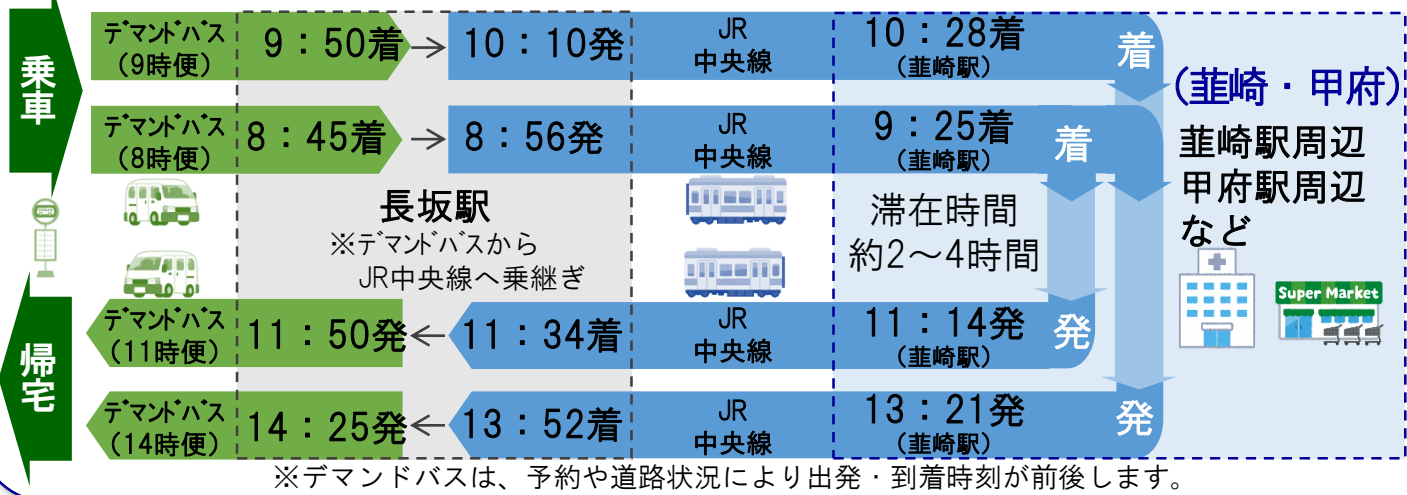 乗車
デマンドバス
(9時便)
9：50着
→
10：10発
JR
中央線
10：28着
(韮崎駅)
着
デマンドバス
(8時便)
8：45着
→
8：56発
JR
中央線
9：25着
(韮崎駅)
着
(韮崎・甲府)
韮崎駅周辺
甲府駅周辺
など
長坂駅
※デマンドバスから
JR中央線へ乗継ぎ
滞在時間
約2～4時間
Super Market
帰宅
デマンドバス
(11時便)
11：50発
←
11：34着
JR
中央線
11：14発
(韮崎駅)
発
デマンドバス
(14時便)
14：25発
←
13：52着
JR
中央線
13：21発
(韮崎駅)
発
※デマンドバスは、予約や道路状況により出発・到着時刻が前後します。